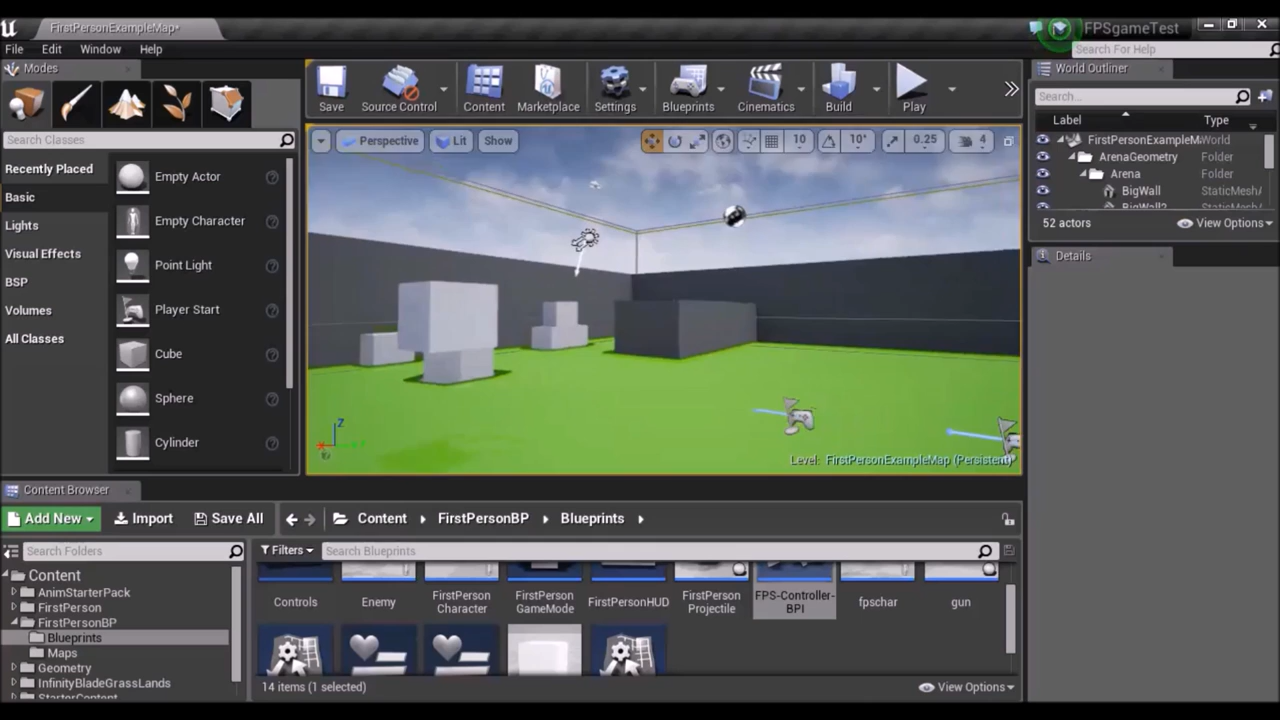 FirstPersonExampleMap*
FPSgameTest
File Edit Window Help
Search For Help
Modes
World Outliner
Save
Source Control
Content
Marketplace
Settings
Blueprints
Cinematics
Build
Play
Search...
Label Type
Search Classes
Perspective Lit Show
10 10° 0.25 4
FirstPersonExampleM World
ArenaGeometry Folder
Arena Folder
BigWall StaticMesh
BigWall2 StaticMesh
52 actors
View Options
Recently Placed
Basic
Lights
Visual Effects
BSP
Volumes
All Classes
Empty Actor
Empty Character
Point Light
Player Start
Cube
Sphere
Cylinder
Details
Z
Level: FirstPersonExampleMap (Persistent)
Content Browser
Add New Import Save All Content FirstPersonBP Blueprints
Search Folders
Filters
Search Blueprints
Content
AnimStarterPack
FirstPerson
FirstPersonBP
Blueprints
Maps
Geometry
InfinityBladeGrassLands
StarterContent
Controls
Enemy
FirstPerson
Character
FirstPerson
GameMode
FirstPersonHUD
FirstPerson
Projectile
FPS-Controller-
BPI
fpschar
gun
14 items (1 selected)
View Options